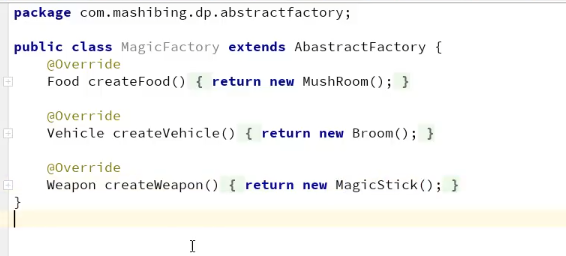 package com.mashibing.dp.abstractfactory;
public class MagicFactory extends AbastractFactory {
@Override
Food createFood() { return new MushRoom(); }
@Override
Vehicle createVehicle() { return new Broom(); }
@Override
Weapon createWeapon() { return new MagicStick(); }
}